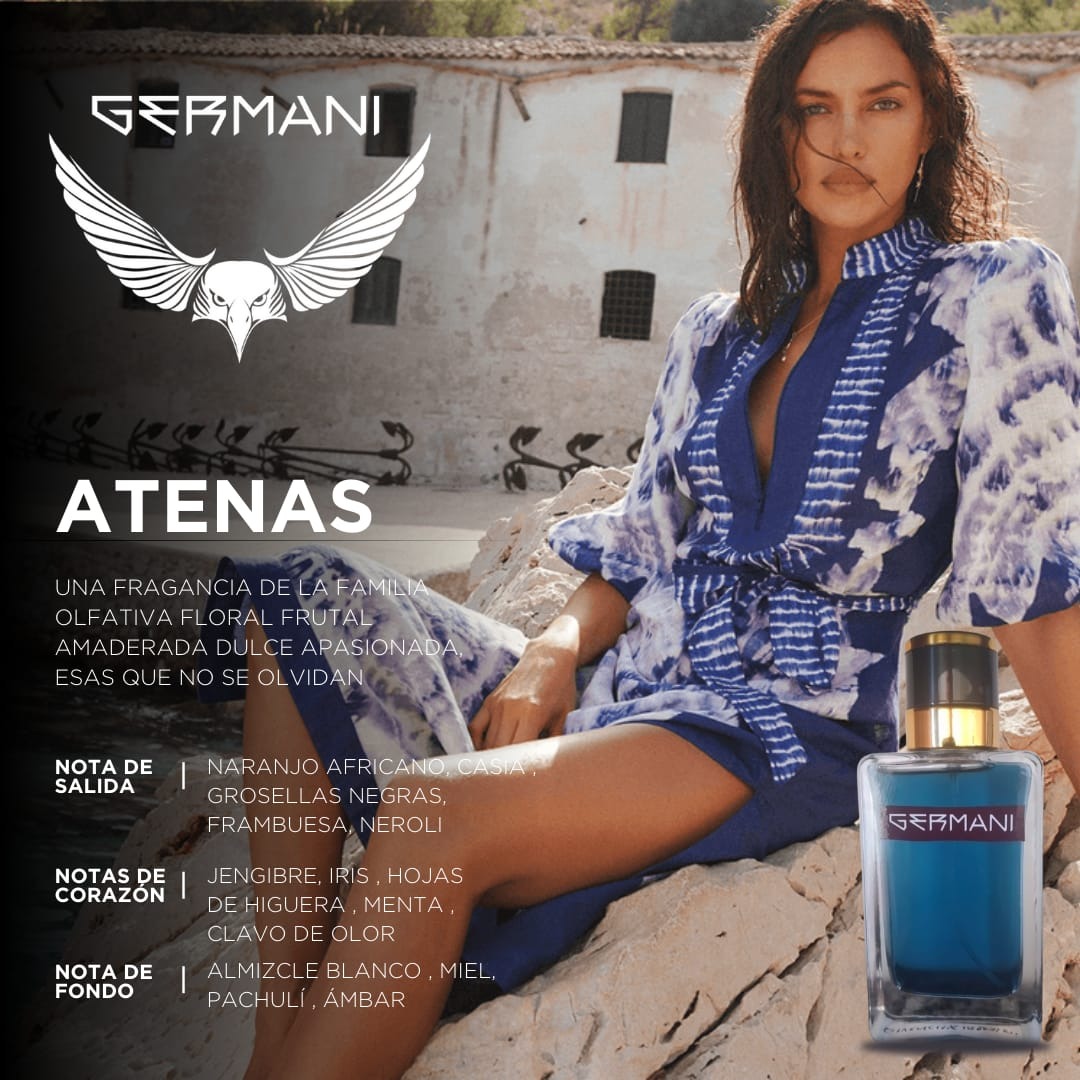 GERMANI
ATENAS
UNA FRAGANCIA DE LA FAMILIA
OLFATIVA FLORAL FRUTAL
AMADERADA DULCE APASIONADA,
ESAS QUE NO SE OLVIDAN
NOTA DE
SALIDA
|
NARANJO AFRICANO, CASIA ,
GROSELLAS NEGRAS,
FRAMBUESA, NEROLI
NOTAS DE
CORAZÓN
|
JENGIBRE, IRIS , HOJAS
DE HIGUERA , MENTA ,
CLAVO DE OLOR
NOTA DE
FONDO
|
ALMIZCLE BLANCO , MIEL,
PACHULÍ , ÁMBAR
GERMANI